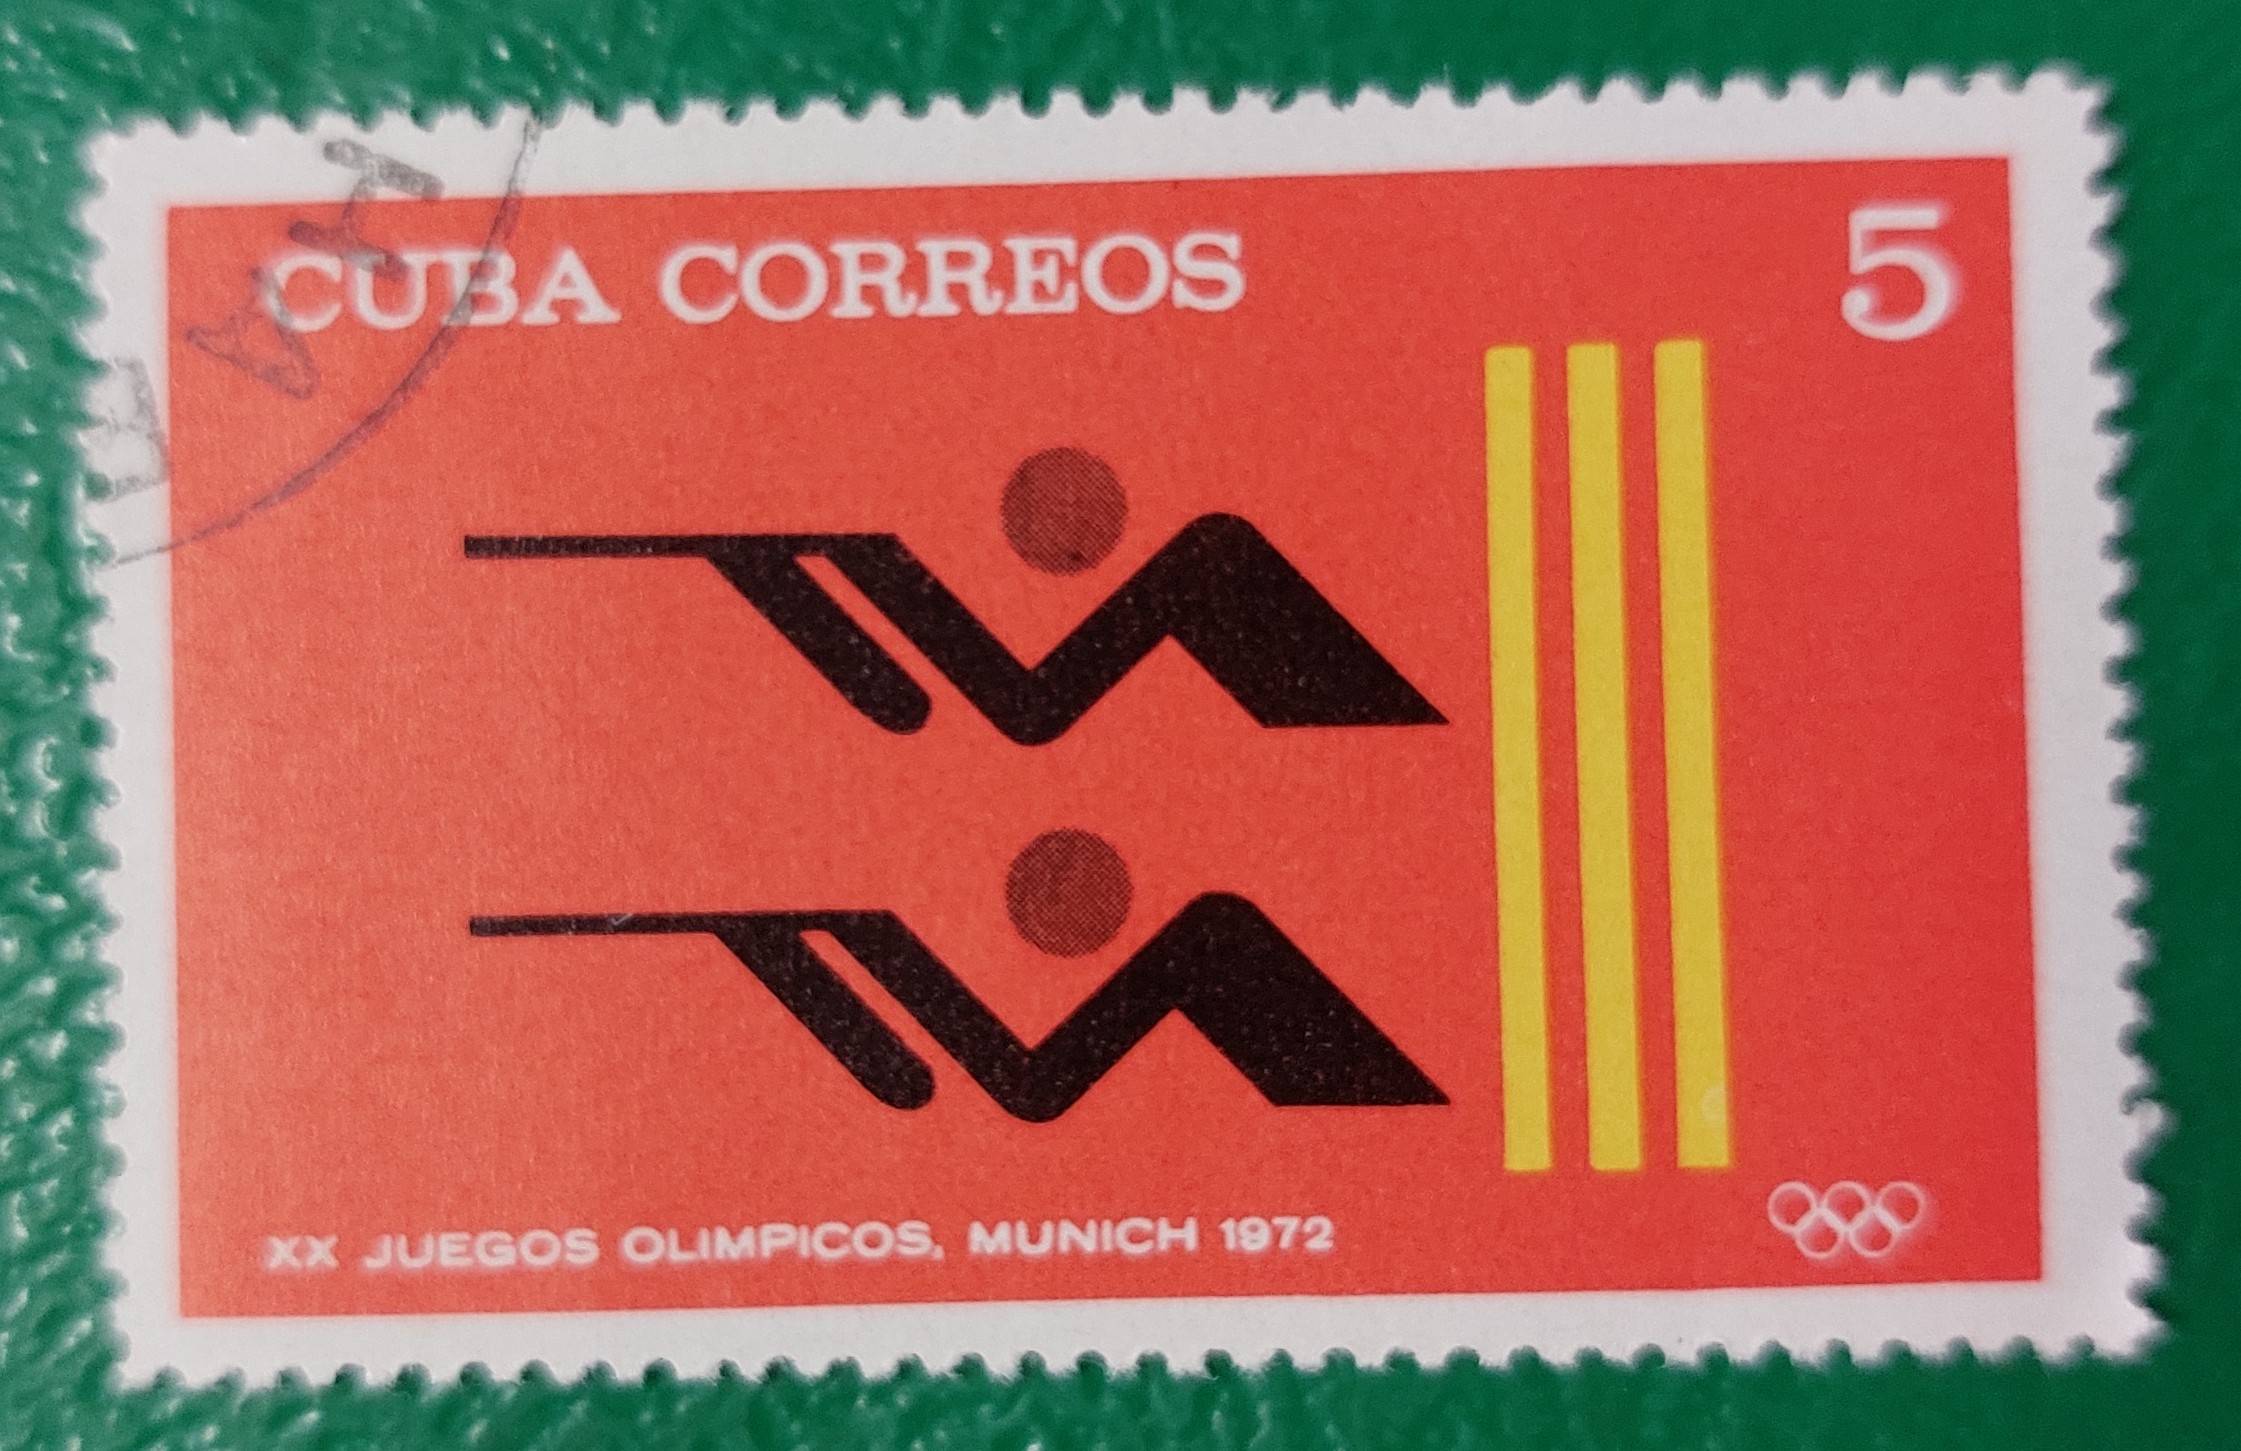 CUBA CORREOS
5
XX JUEGOS OLIMPICOS, MUNICH 1972